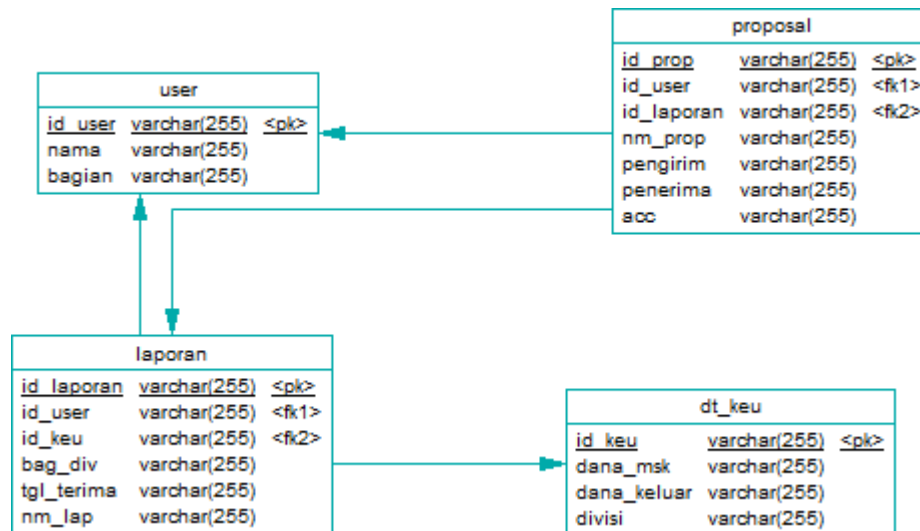 user
id_user varchar(255) <pk>
nama varchar(255)
bagian varchar(255)
proposal
id_prop varchar(255) <pk>
id_user varchar(255) <fk1>
id_laporan varchar(255) <fk2>
nm_prop varchar(255)
pengirim varchar(255)
penerima varchar(255)
acc varchar(255)
laporan
id_laporan varchar(255) <pk>
id_user varchar(255) <fk1>
id_keu varchar(255) <fk2>
bag_div varchar(255)
tgl_terima varchar(255)
nm_lap varchar(255)
dt_keu
id_keu varchar(255) <pk>
dana_msk varchar(255)
dana_keluar varchar(255)
divisi varchar(255)